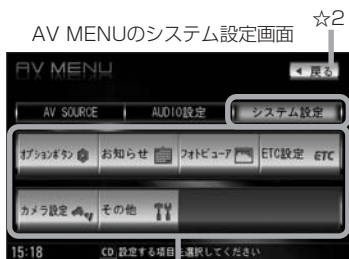 ☆2
AV MENUのシステム設定画面
AV MENU
戻る
AV SOURCE AUDIO設定 システム設定
オプションボタン お知らせ フォトビューア ETC設定 ETC
カメラ設定 その他
15:18 CD 設定する項目を選択してください